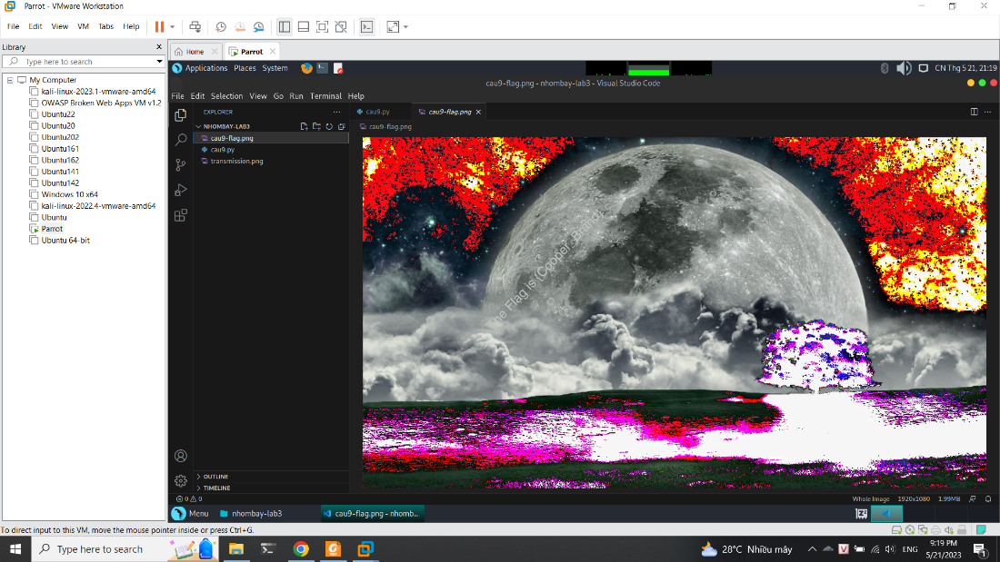 Parrot - VMware Workstation
File Edit View VM Tabs Help
Library
Type here to search
My Computer
kali-linux-2023.1-vmware-amd64
OWASP Broken Web Apps VM v1.2
Ubuntu22
Ubuntu20
Ubuntu202
Ubuntu161
Ubuntu162
Ubuntu141
Ubuntu142
Windows 10 x64
kali-linux-2022.4-vmware-amd64
Ubuntu
Parrot
Ubuntu 64-bit
Home
Parrot
Applications Places System
CN Thg 5 21, 21:19
cau9-flag.png - nhombay-lab3 - Visual Studio Code
File Edit Selection View Go Run Terminal Help
EXPLORER
NHOMBAY-LAB3
cau9-flag.png
cau9.py
transmission.png
OUTLINE
TIMELINE
cau9.py
cau9-flag.png
cau9-flag.png
Flag is {Cooper
0 0
Whole Image 1920x1080 1.99MB
Menu
nhombay-lab3
cau9-flag.png - nhomb...
To direct input to this VM, move the mouse pointer inside or press Ctrl+G.
Type here to search
28°C Nhiều mây
ENG
9:19 PM
5/21/2023
1